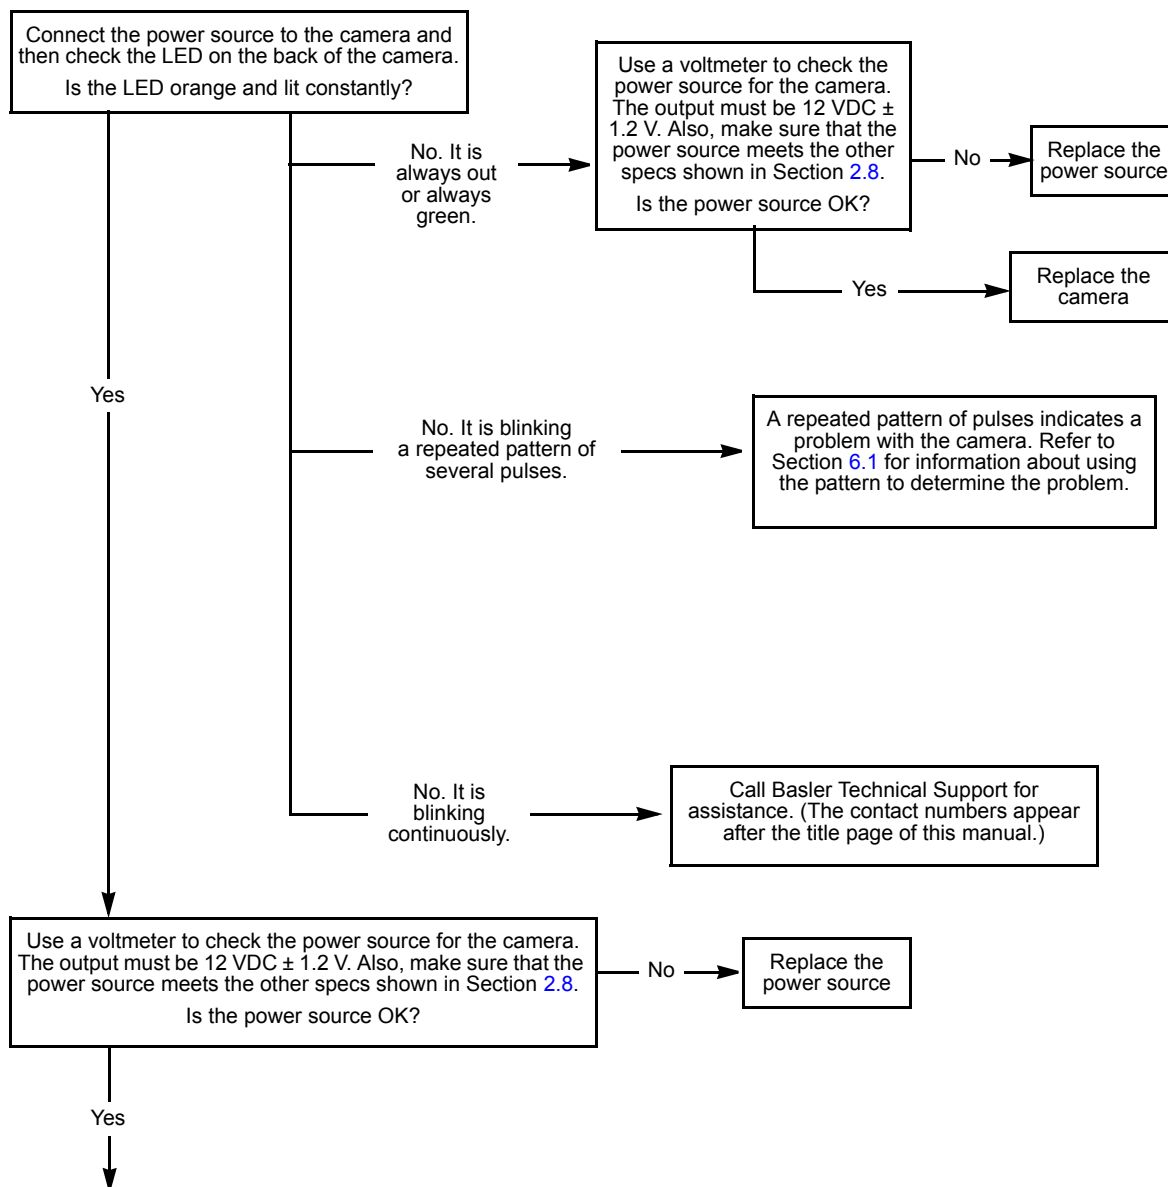 Connect the power source to the camera and
then check the LED on the back of the camera.
Is the LED orange and lit constantly?
Use a voltmeter to check the
power source for the camera.
The output must be 12 VDC ±
1.2 V. Also, make sure that the
power source meets the other
specs shown in Section 2.8.
Is the power source OK?
No. It is
always out
or always
green.
No
Replace the
power source
Yes
Replace the
camera
Yes
No. It is blinking
a repeated pattern of
several pulses.
A repeated pattern of pulses indicates a
problem with the camera. Refer to
Section 6.1 for information about using
the pattern to determine the problem.
No. It is
blinking
continuously.
Call Basler Technical Support for
assistance. (The contact numbers appear
after the title page of this manual.)
Use a voltmeter to check the power source for the camera.
The output must be 12 VDC ± 1.2 V. Also, make sure that the
power source meets the other specs shown in Section 2.8.
Is the power source OK?
No
Replace the
power source
Yes